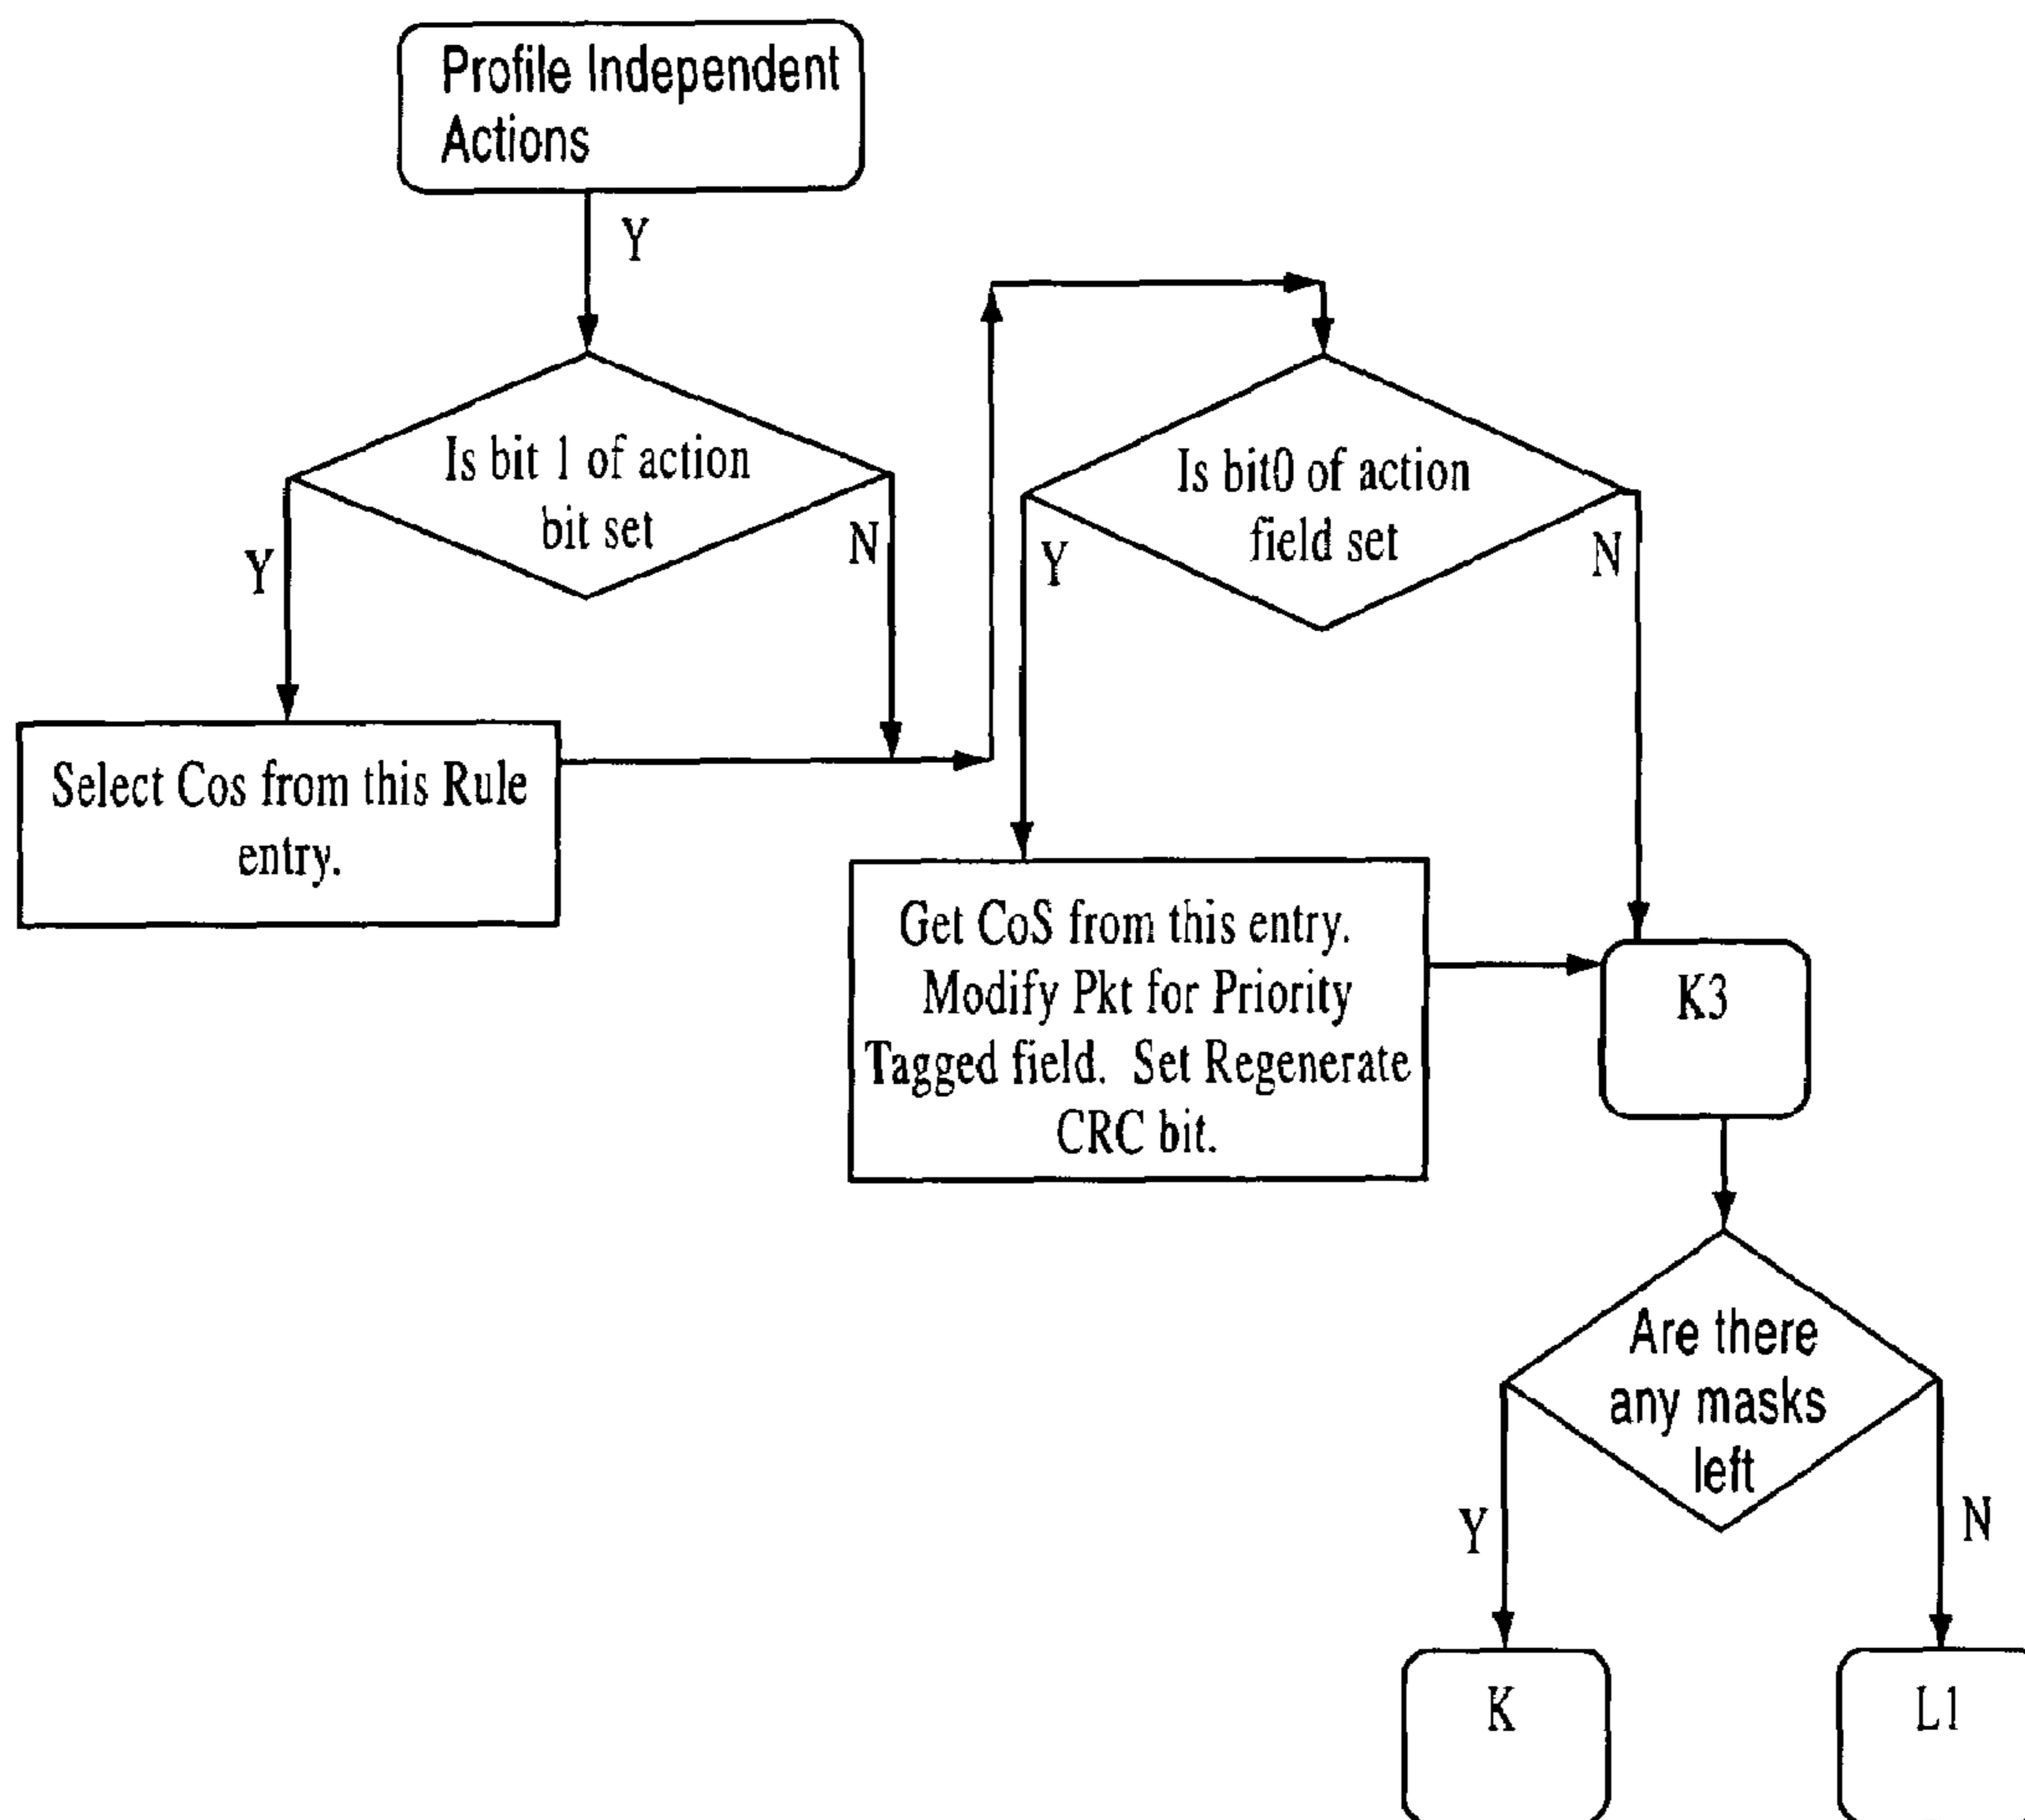 Profile Independent
Actions
Y
Is bit 1 of action
bit set
Y
N
Select Cos from this Rule
entry.
Is bit0 of action
field set
Y
N
Get CoS from this entry.
Modify Pkt for Priority
Tagged field. Set Regenerate
CRC bit.
K3
Are there
any masks
left
Y
N
K
L1